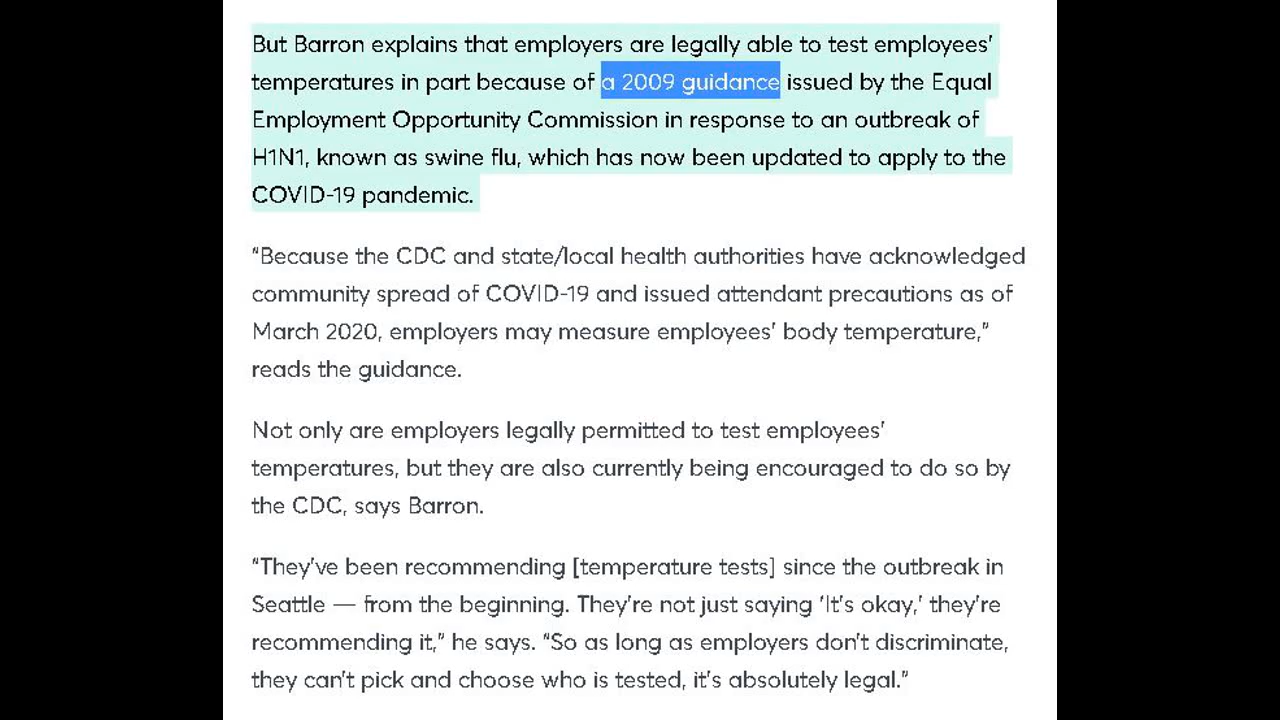 But Barron explains that employers are legally able to test employees’
temperatures in part because of a 2009 guidance issued by the Equal
Employment Opportunity Commission in response to an outbreak of
H1N1, known as swine flu, which has now been updated to apply to the
COVID-19 pandemic.
“Because the CDC and state/local health authorities have acknowledged
community spread of COVID-19 and issued attendant precautions as of
March 2020, employers may measure employees’ body temperature,”
reads the guidance.
Not only are employers legally permitted to test employees’
temperatures, but they are also currently being encouraged to do so by
the CDC, says Barron.
“They’ve been recommending [temperature tests] since the outbreak in
Seattle — from the beginning. They’re not just saying ‘It’s okay,’ they’re
recommending it,” he says. “So as long as employers don’t discriminate,
they can’t pick and choose who is tested, it’s absolutely legal.”